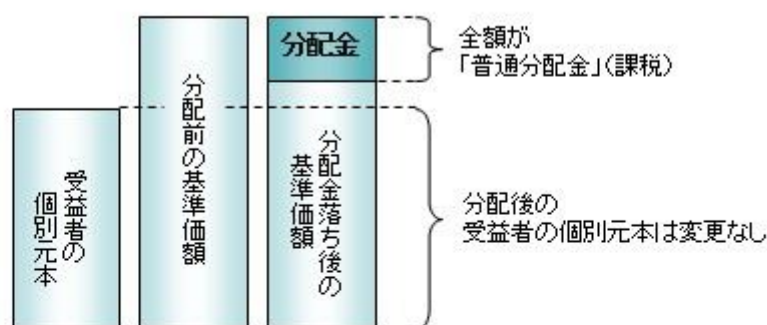 受益者の
個別元本
分配前の基準価額
分配金
分配金落ち後の
基準価額
全額が
「普通分配金」(課税)
分配後の
受益者の個別元本は変更なし